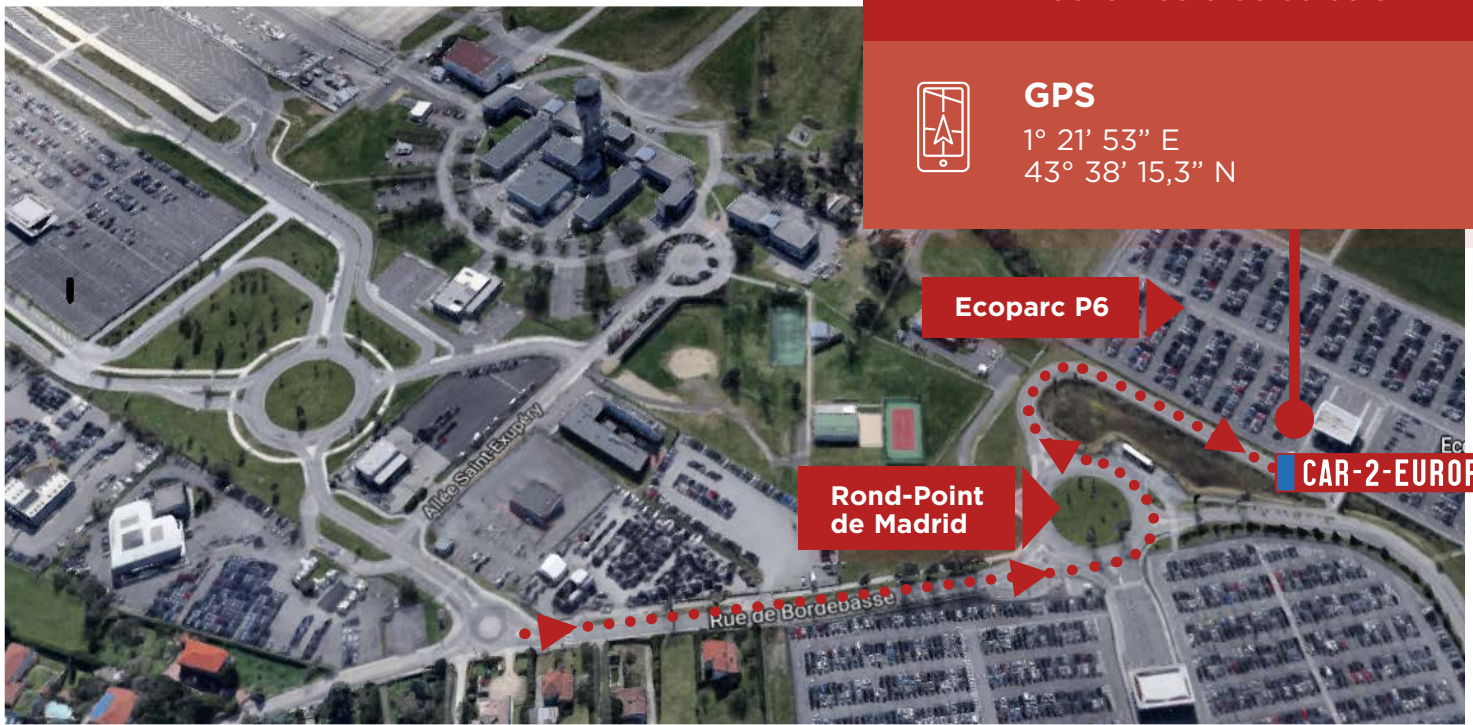 GPS
1° 21’ 53” E
43° 38’ 15,3” N
Ecoparc P6
Eco
CAR-2-EUROP
Rond-Point
de Madrid
Allée Saint-Exupéry
Rue de Bordebasse